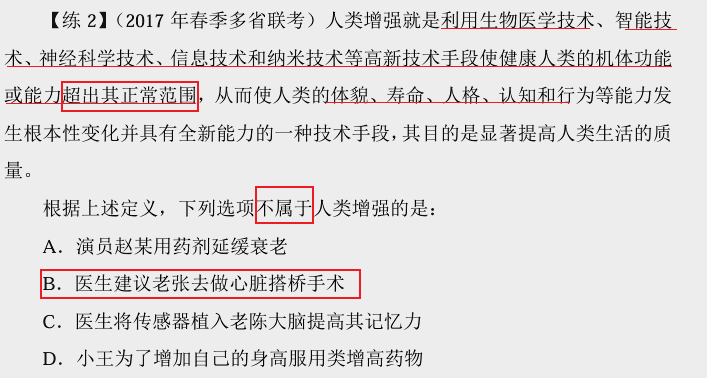 【练 2】（2017 年春季多省联考）人类增强就是利用生物医学技术、智能技
术、神经科学技术、信息技术和纳米技术等高新技术手段使健康人类的机体功能
或能力超出其正常范围，从而使人类的体貌、寿命、人格、认知和行为等能力发
生根本性变化并具有全新能力的一种技术手段，其目的是显著提高人类生活的质
量。
根据上述定义，下列选项不属于人类增强的是：
A．演员赵某用药剂延缓衰老
B．医生建议老张去做心脏搭桥手术
C．医生将传感器植入老陈大脑提高其记忆力
D．小王为了增加自己的身高服用类增高药物